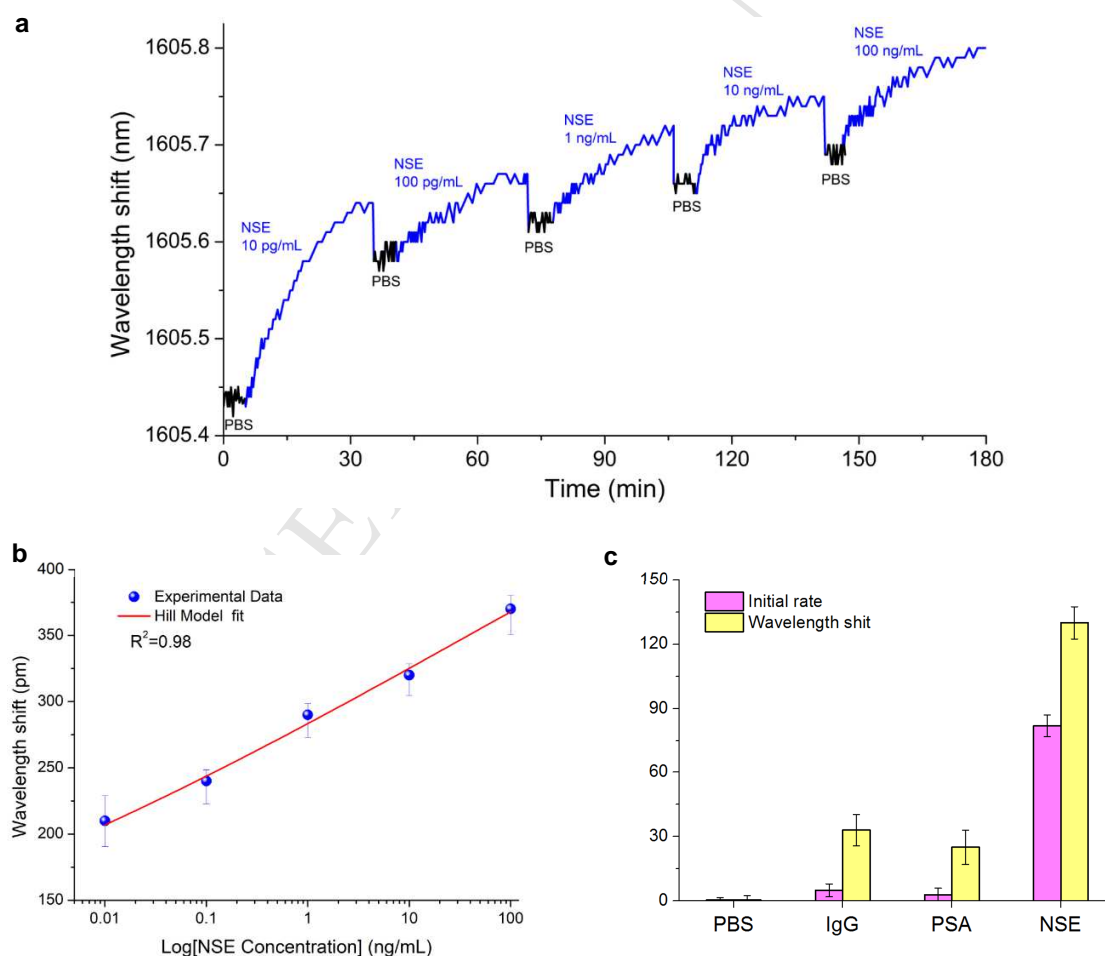 a
1605.8
1605.7
1605.6
1605.5
1605.4
Wavelength shift (nm)
NSE
10 pg/mL
NSE
100 pg/mL
NSE
1 ng/mL
NSE
10 ng/mL
NSE
100 ng/mL
PBS
PBS
PBS
PBS
PBS
0 30 60 90 120 150 180
Time (min)
b
400
350
300
250
200
150
Wavelength shift (pm)
Experimental Data
Hill Model fit
R²=0.98
0.01 0.1 1 10 100
Log[NSE Concentration] (ng/mL)
c
150
120
90
60
30
0
Initial rate
Wavelength shit
PBS IgG PSA NSE